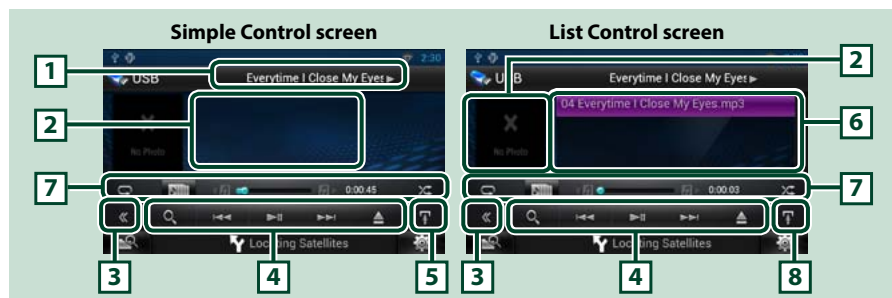 Simple Control screen
List Control screen
2:30
USB
Everytime I Close My Eyes
No Photo
0:00:45
Locating Satellites
USB
Everytime I Close My Eyes
04 Everytime I Close My Eyes.mp3
No Photo
0:00:03
Locating Satellites
1
2
7
3
4
5
2
6
7
3
4
8